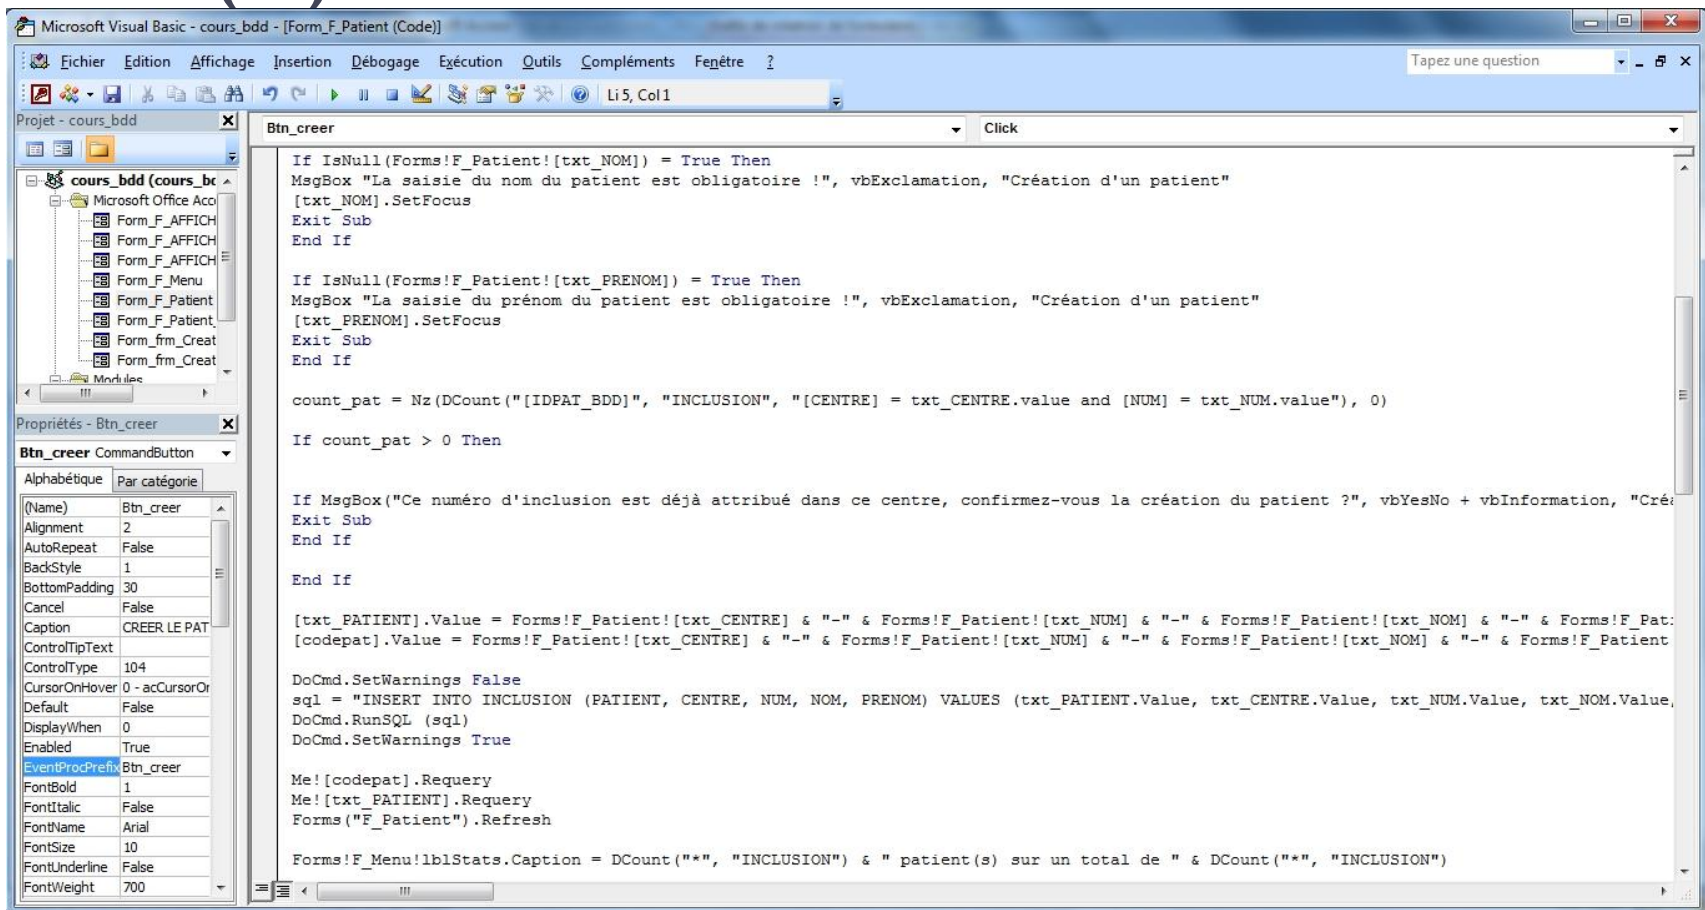 Microsoft Visual Basic - cours_bdd - [Form_F_Patient (Code)]
Fichier Edition Affichage Insertion Débogage Exécution Outils Compléments Fenêtre ?
Tapez une question
Li 5, Col 1
Projet - cours_bdd
cours_bdd (cours_bd
Microsoft Office Acce
Form_F_AFFICH
Form_F_AFFICH
Form_F_AFFICH
Form_F_Menu
Form_F_Patient
Form_F_Patient_
Form_frm_Creat
Form_frm_Creat
Modules
Propriétés - Btn_creer
Btn_creer CommandButton
Alphabétique Par catégorie
(Name) Btn_creer
Alignment 2
AutoRepeat False
BackStyle 1
BottomPadding 30
Cancel False
Caption CREER LE PAT
ControlTipText
ControlType 104
CursorOnHover 0 - acCursorOr
Default False
DisplayWhen 0
Enabled True
EventProcPrefix Btn_creer
FontBold 1
FontItalic False
FontName Arial
FontSize 10
FontUnderline False
FontWeight 700
Btn_creer Click
If IsNull(Forms!F_Patient![txt_NOM]) = True Then
MsgBox "La saisie du nom du patient est obligatoire !", vbExclamation, "Création d'un patient"
[txt_NOM].SetFocus
Exit Sub
End If
If IsNull(Forms!F_Patient![txt_PRENOM]) = True Then
MsgBox "La saisie du prénom du patient est obligatoire !", vbExclamation, "Création d'un patient"
[txt_PRENOM].SetFocus
Exit Sub
End If
count_pat = Nz(DCount("[IDPAT_BDD]", "INCLUSION", "[CENTRE] = txt_CENTRE.value and [NUM] = txt_NUM.value"), 0)
If count_pat > 0 Then
If MsgBox("Ce numéro d'inclusion est déjà attribué dans ce centre, confirmez-vous la création du patient ?", vbYesNo + vbInformation, "Créa
Exit Sub
End If
End If
[txt_PATIENT].Value = Forms!F_Patient![txt_CENTRE] & "-" & Forms!F_Patient![txt_NUM] & "-" & Forms!F_Patient![txt_NOM] & "-" & Forms!F_Pati
[codepat].Value = Forms!F_Patient![txt_CENTRE] & "-" & Forms!F_Patient![txt_NUM] & "-" & Forms!F_Patient![txt_NOM] & "-" & Forms!F_Patient
DoCmd.SetWarnings False
sql = "INSERT INTO INCLUSION (PATIENT, CENTRE, NUM, NOM, PRENOM) VALUES (txt_PATIENT.Value, txt_CENTRE.Value, txt_NUM.Value, txt_NOM.Value,
DoCmd.RunSQL (sql)
DoCmd.SetWarnings True
Me![codepat].Requery
Me![txt_PATIENT].Requery
Forms("F_Patient").Refresh
Forms!F_Menu!lblStats.Caption = DCount("*", "INCLUSION") & " patient(s) sur un total de " & DCount("*", "INCLUSION")